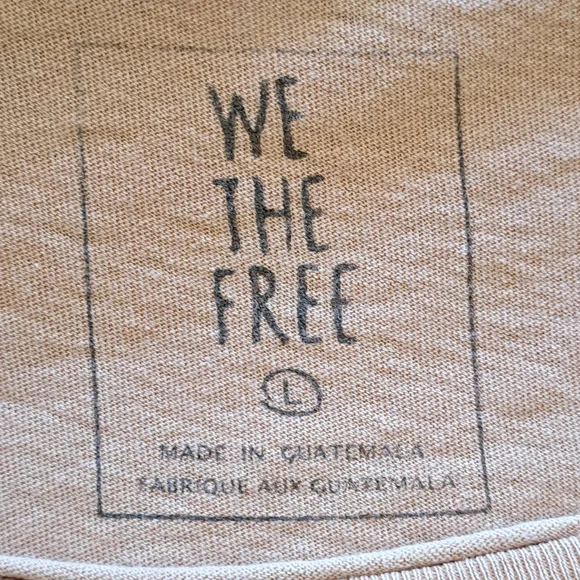 WE
THE
FREE
L
MADE IN GUATEMALA
FABRIQUE AUX GUATEMALA